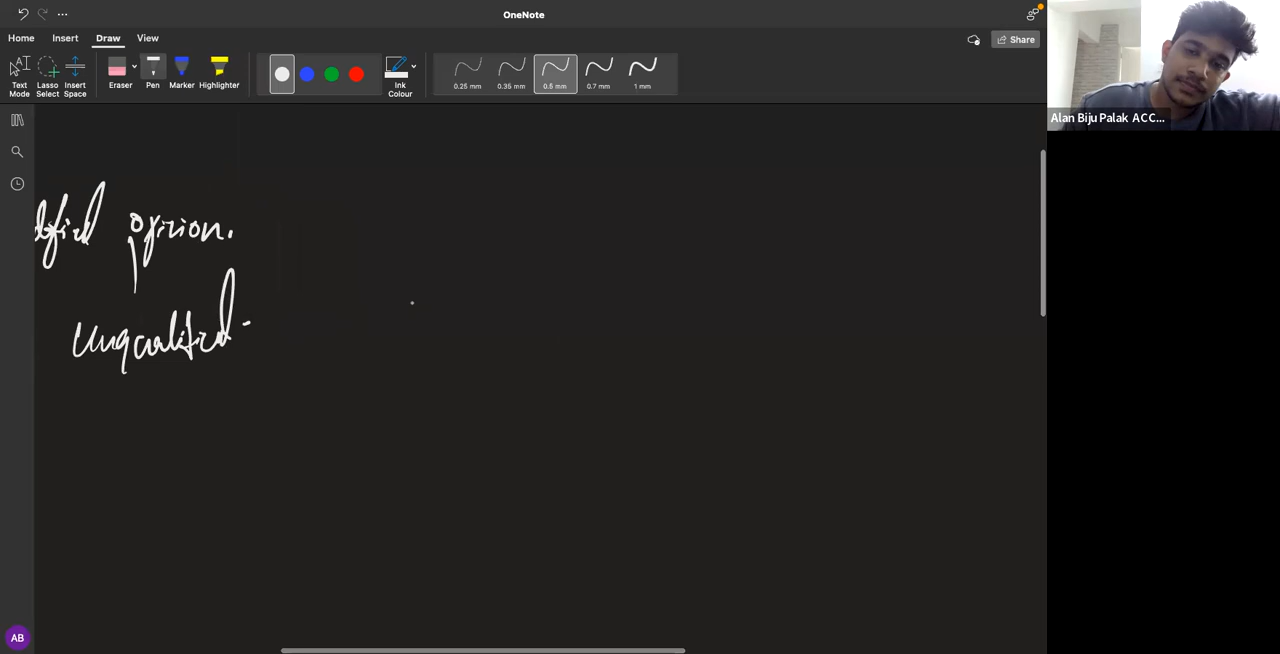 OneNote
Home Insert Draw View
Share
Text Mode
Lasso Select
Insert Space
Eraser
Pen
Marker
Highlighter
Ink Colour
0.25 mm
0.35 mm
0.5 mm
0.7 mm
1 mm
Alan Biju Palak ACC...
opinion.
unqualified -
AB